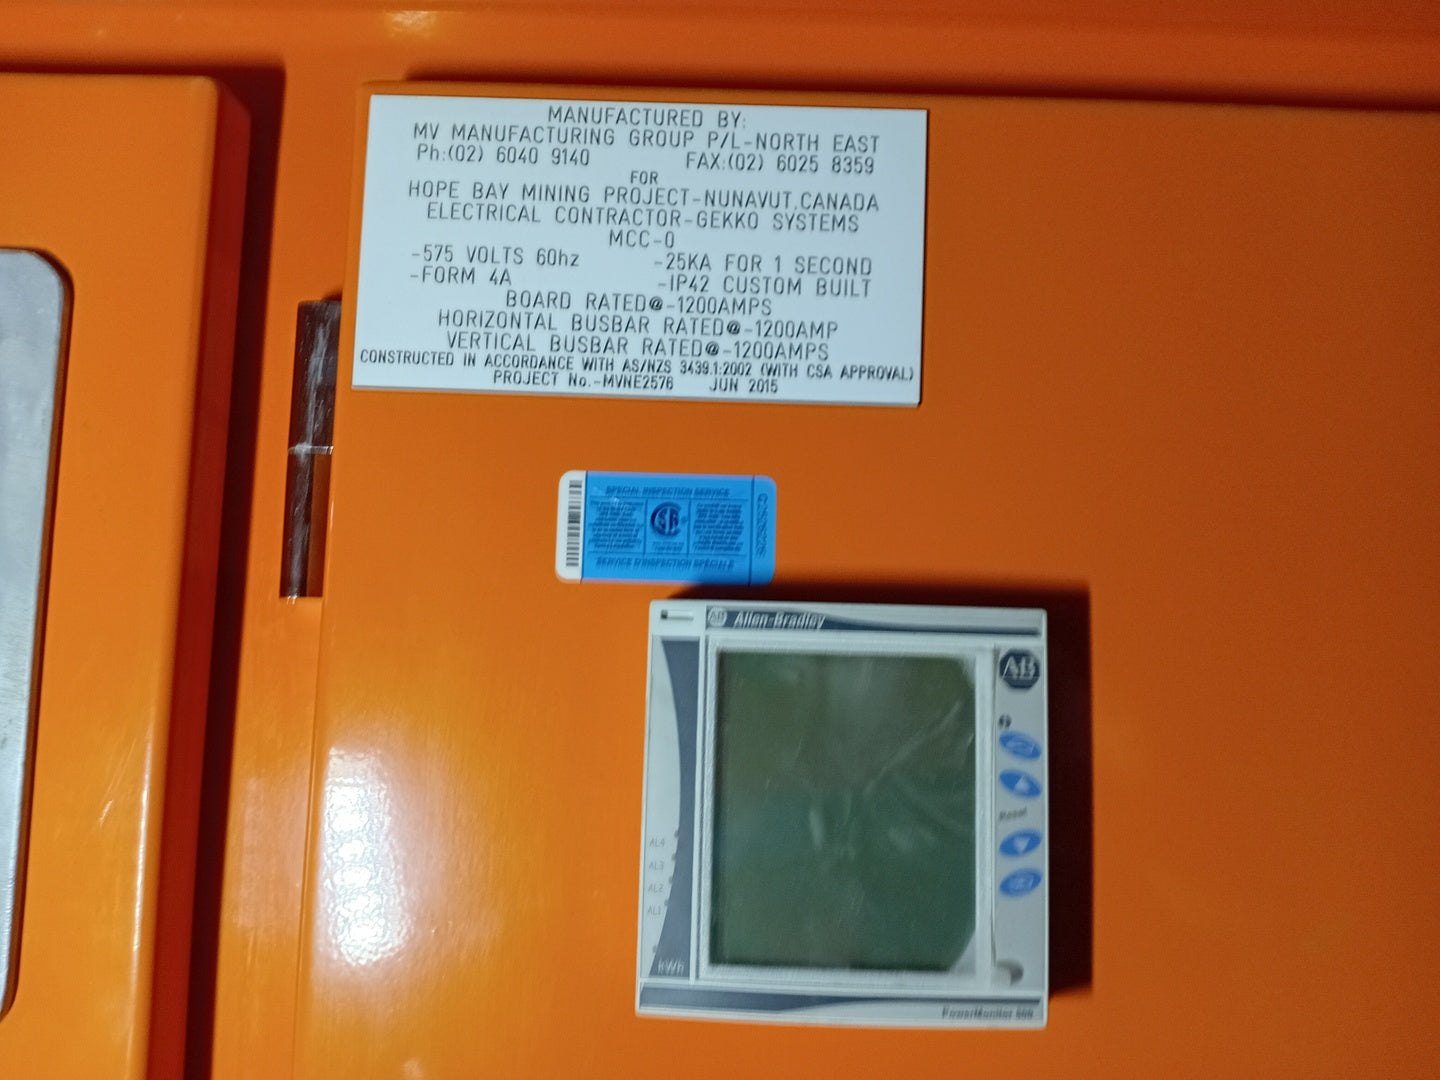 MANUFACTURED BY:
MV MANUFACTURING GROUP P/L-NORTH EAST
Ph:(02) 6040 9140 FAX:(02) 6025 8359
FOR
HOPE BAY MINING PROJECT-NUNAVUT.CANADA
ELECTRICAL CONTRACTOR-GEKKO SYSTEMS
MCC-0
-575 VOLTS 60hz -25KA FOR 1 SECOND
-FORM 4A -IP42 CUSTOM BUILT
BOARD RATED@-1200AMPS
HORIZONTAL BUSBAR RATED@-1200AMP
VERTICAL BUSBAR RATED@-1200AMPS
CONSTRUCTED IN ACCORDANCE WITH AS/NZS 3439.1:2002 (WITH CSA APPROVAL)
PROJECT No.-MVNE2576 JUN 2015
SPECIAL INSPECTION SERVICE
SERVICE D'INSPECTION SPÉCIALE
AB Allen-Bradley
AB
Reset
AL4
AL3
AL2
AL1
kWh
PowerMonitor